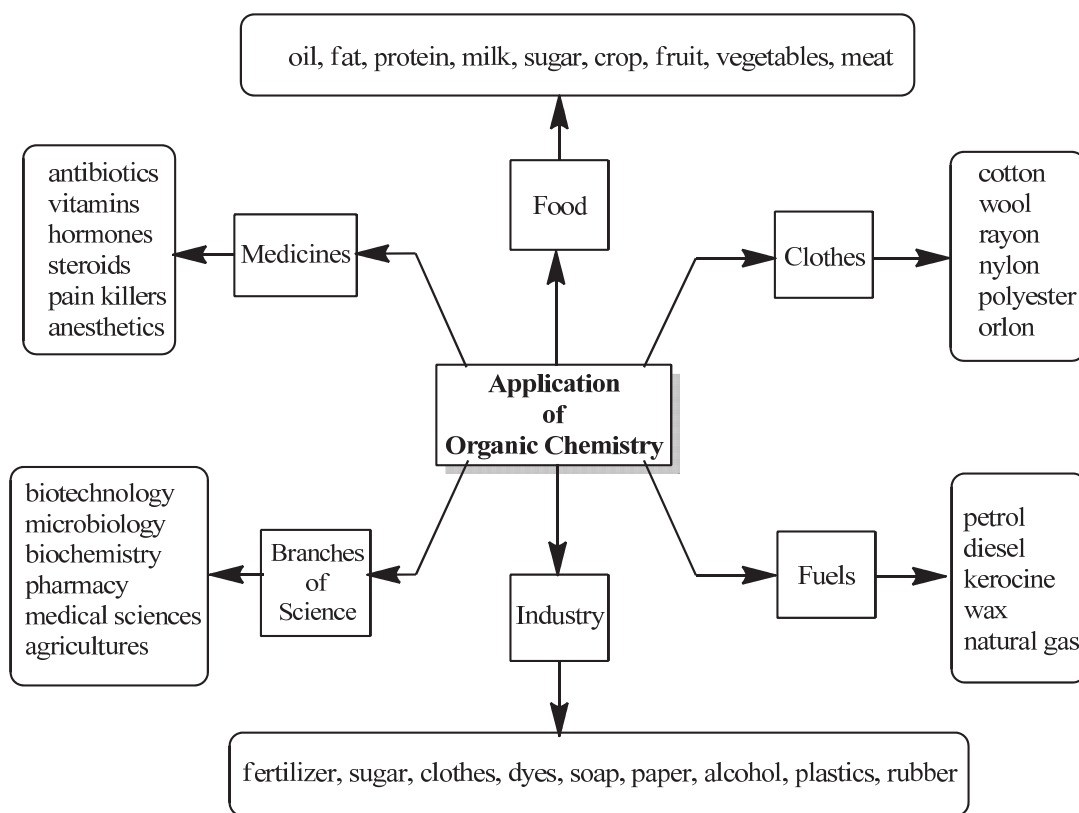 oil, fat, protein, milk, sugar, crop, fruit, vegetables, meat
antibiotics
vitamins
hormones
steroids
pain killers
anesthetics
Medicines
Food
Clothes
cotton
wool
rayon
nylon
polyester
orlon
Application
of
Organic Chemistry
biotechnology
microbiology
biochemistry
pharmacy
medical sciences
agricultures
Branches
of
Science
Industry
Fuels
petrol
diesel
kerocine
wax
natural gas
fertilizer, sugar, clothes, dyes, soap, paper, alcohol, plastics, rubber